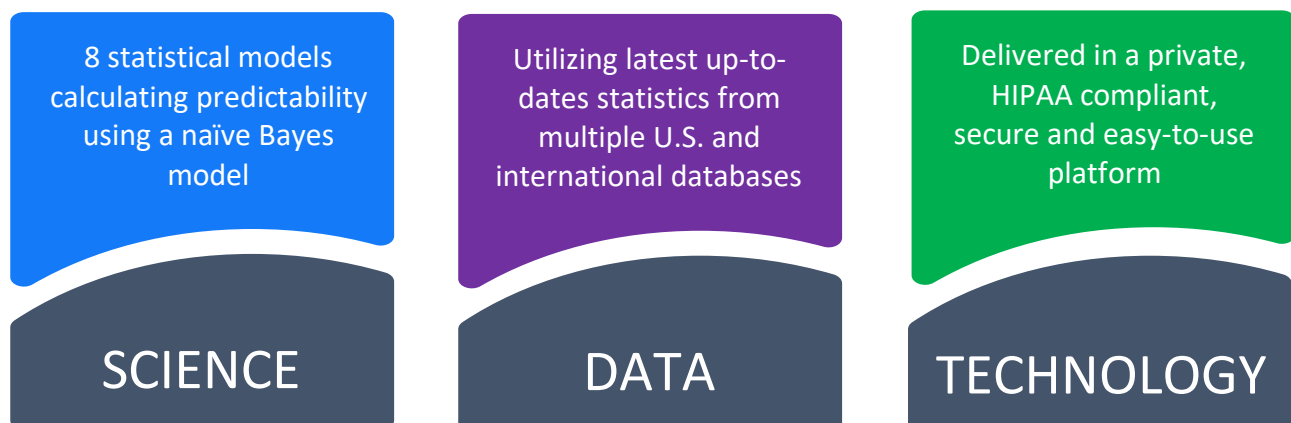 8 statistical models
calculating predictability
using a naïve Bayes
model
SCIENCE
Utilizing latest up-to-
dates statistics from
multiple U.S. and
international databases
DATA
Delivered in a private,
HIPAA compliant,
secure and easy-to-use
platform
TECHNOLOGY